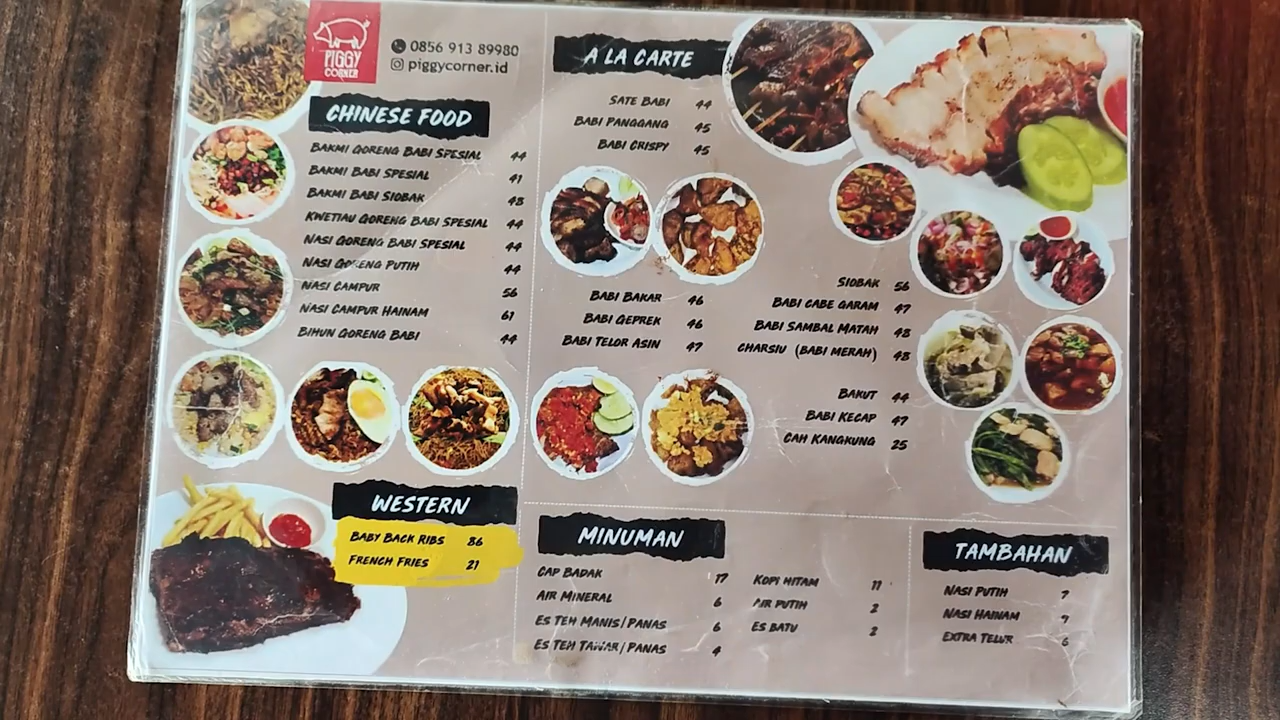 PIGGY
CORNER
0856 913 89980
piggycorner.id
CHINESE FOOD
BAKMI GORENG BABI SPESIAL 44
BAKMI BABI SPESIAL 41
BAKMI BABI SIOBAK 48
KWETIAU GORENG BABI SPESIAL 44
NASI GORENG BABI SPESIAL 44
NASI GORENG PUTIH 44
NASI CAMPUR 56
NASI CAMPUR HAINAM 61
BIHUN GORENG BABI 44
WESTERN
BABY BACK RIBS 86
FRENCH FRIES 21
A LA CARTE
SATE BABI 44
BABI PANGGANG 45
BABI CRISPY 45
BABI BAKAR 46
BABI GEPREK 46
BABI TELOR ASIN 47
SIOBAK 56
BABI CABE GARAM 47
BABI SAMBAL MATAH 48
CHARSIU (BABI MERAH) 48
BAKUT 44
BABI KECAP 47
CAH KANGKUNG 25
MINUMAN
CAP BADAK 17
AIR MINERAL 6
ES TEH MANIS/PANAS 6
ES TEH TAWAR/PANAS 4
KOPI HITAM 11
AIR PUTIH 2
ES BATU 2
TAMBAHAN
NASI PUTIH 7
NASI HAINAM 9
EXTRA TELUR 6